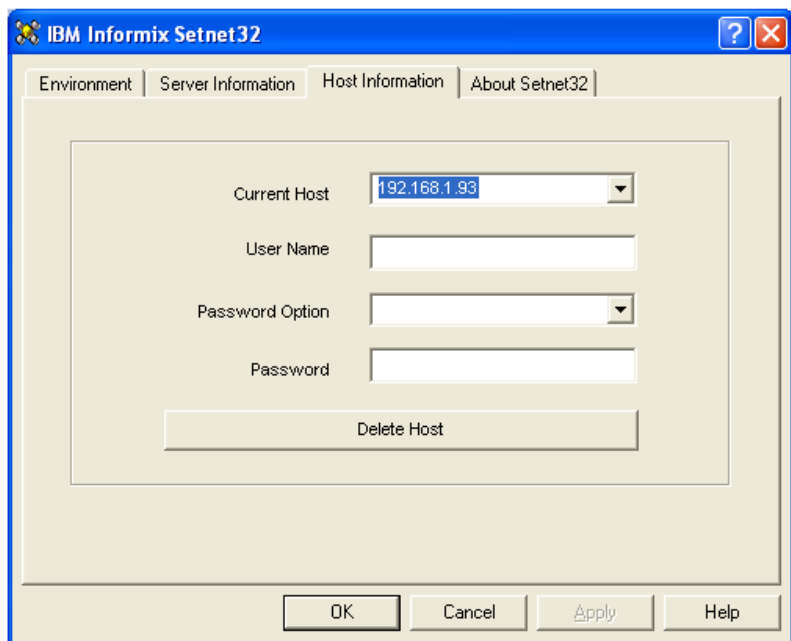 IBM Informix Setnet32
Environment Server Information Host Information About Setnet32
Current Host 192.168.1.93
User Name
Password Option
Password
Delete Host
OK Cancel Apply Help